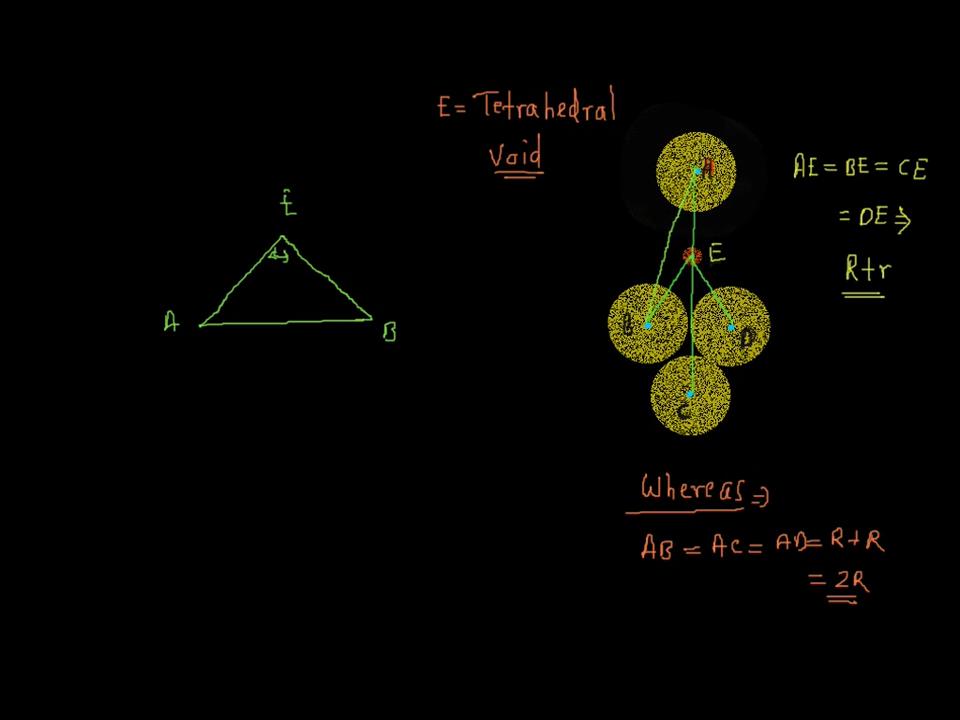 E = Tetrahedral
Void
E
A
B
A
E
B
D
C
AE = BE = CE
= DE ⇒
R+r
Whereas ⇒
AB = AC = AD = R+R
= 2R